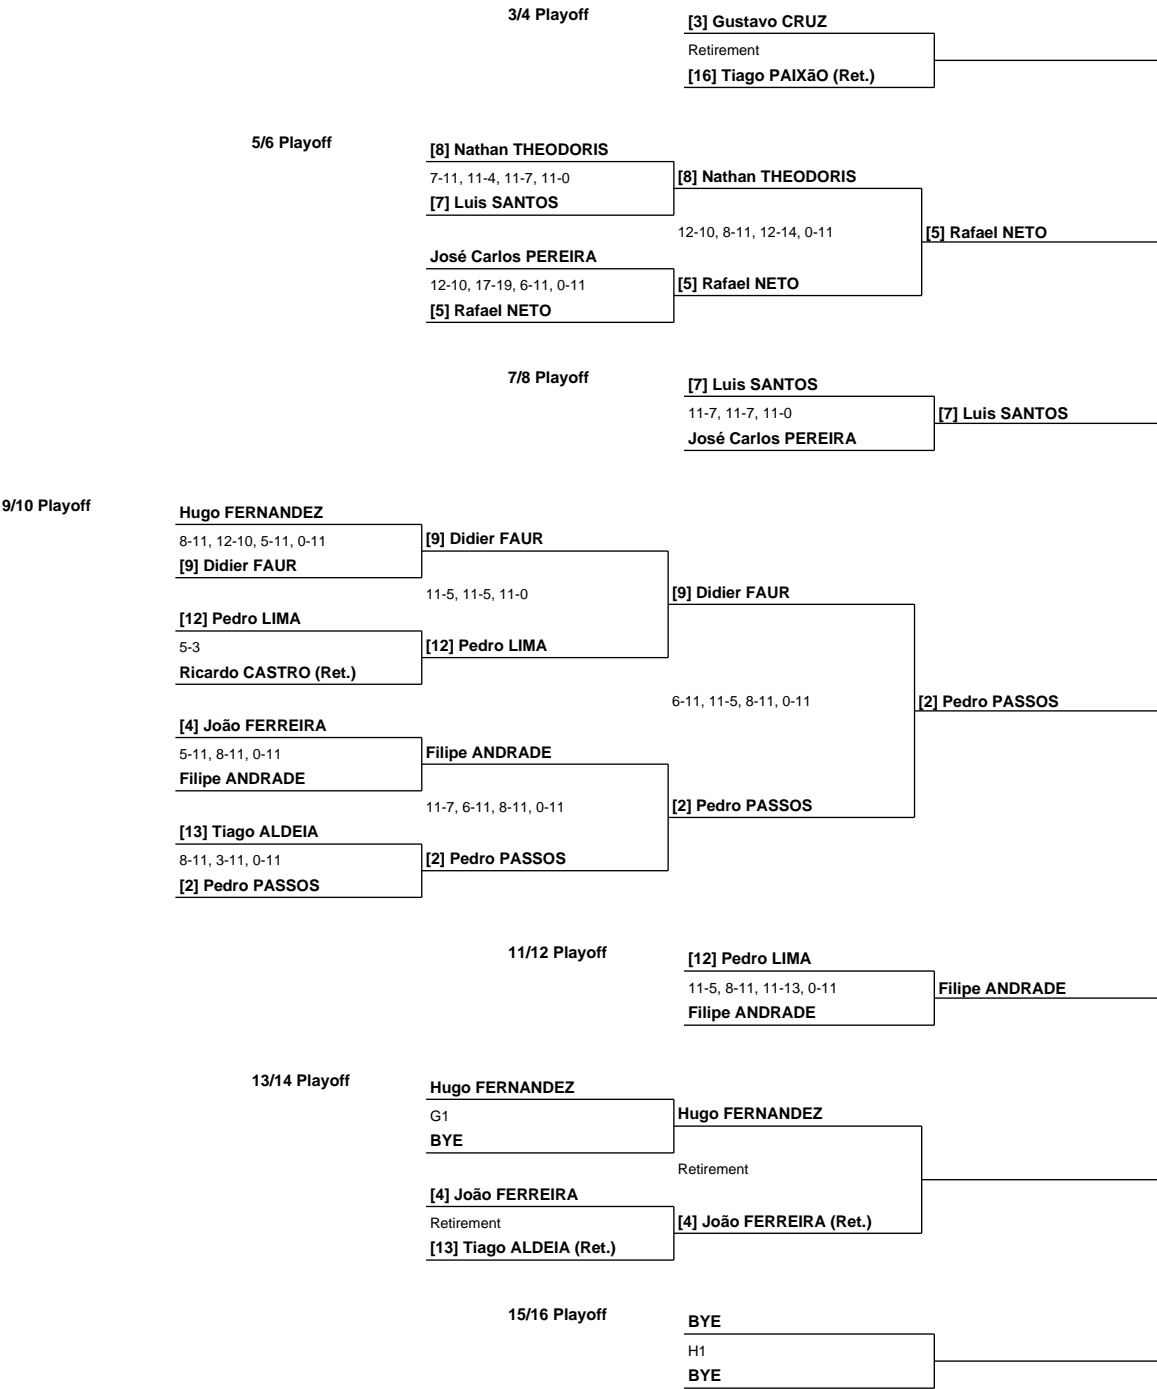 3/4 Playoff
[3] Gustavo CRUZ
Retirement
[16] Tiago PAIXãO (Ret.)
5/6 Playoff
[8] Nathan THEODORIS
7-11, 11-4, 11-7, 11-0
[7] Luis SANTOS
[8] Nathan THEODORIS
12-10, 8-11, 12-14, 0-11
[5] Rafael NETO
José Carlos PEREIRA
12-10, 17-19, 6-11, 0-11
[5] Rafael NETO
[5] Rafael NETO
7/8 Playoff
[7] Luis SANTOS
11-7, 11-7, 11-0
José Carlos PEREIRA
[7] Luis SANTOS
9/10 Playoff
Hugo FERNANDEZ
8-11, 12-10, 5-11, 0-11
[9] Didier FAUR
[9] Didier FAUR
11-5, 11-5, 11-0
[9] Didier FAUR
[12] Pedro LIMA
5-3
Ricardo CASTRO (Ret.)
[12] Pedro LIMA
6-11, 11-5, 8-11, 0-11
[2] Pedro PASSOS
[4] João FERREIRA
5-11, 8-11, 0-11
Filipe ANDRADE
Filipe ANDRADE
11-7, 6-11, 8-11, 0-11
[2] Pedro PASSOS
[13] Tiago ALDEIA
8-11, 3-11, 0-11
[2] Pedro PASSOS
[2] Pedro PASSOS
11/12 Playoff
[12] Pedro LIMA
11-5, 8-11, 11-13, 0-11
Filipe ANDRADE
Filipe ANDRADE
13/14 Playoff
Hugo FERNANDEZ
G1
BYE
Hugo FERNANDEZ
Retirement
[4] João FERREIRA
Retirement
[13] Tiago ALDEIA (Ret.)
[4] João FERREIRA (Ret.)
15/16 Playoff
BYE
H1
BYE